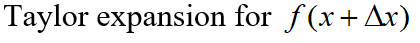 Taylor expansion for f(x + Δx)